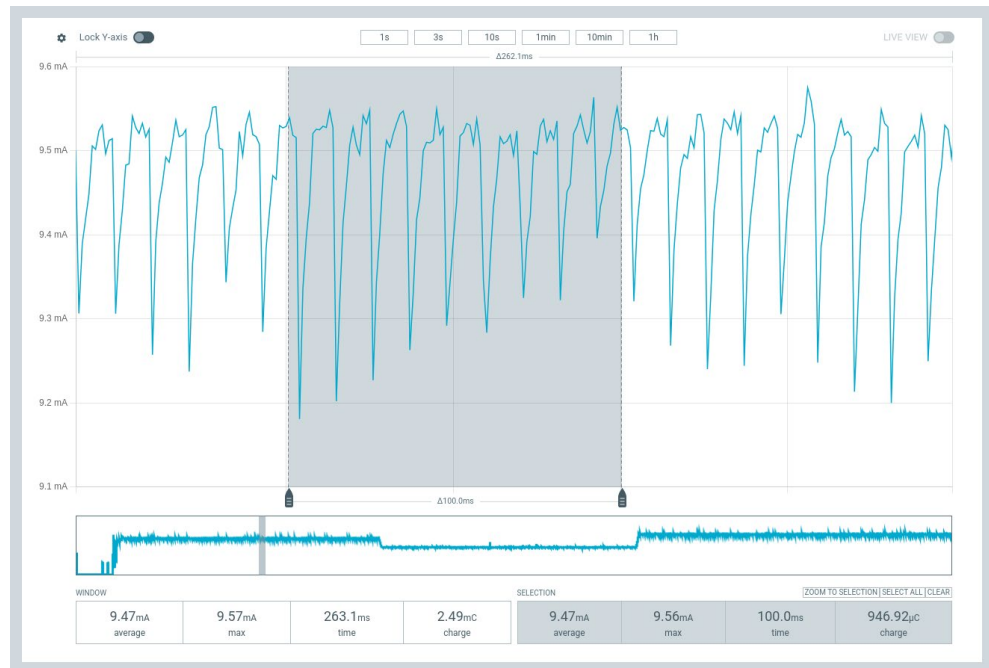 Lock Y-axis 1s 3s 10s 1min 10min 1h LIVE VIEW
Δ262.1ms
9.6 mA
9.5 mA
9.4 mA
9.3 mA
9.2 mA
9.1 mA
Δ100.0ms
WINDOW SELECTION ZOOM TO SELECTION SELECT ALL CLEAR
9.47mA 9.57mA 263.1ms 2.49mC 9.47mA 9.56mA 100.0ms 946.92μC
average max time charge average max time charge